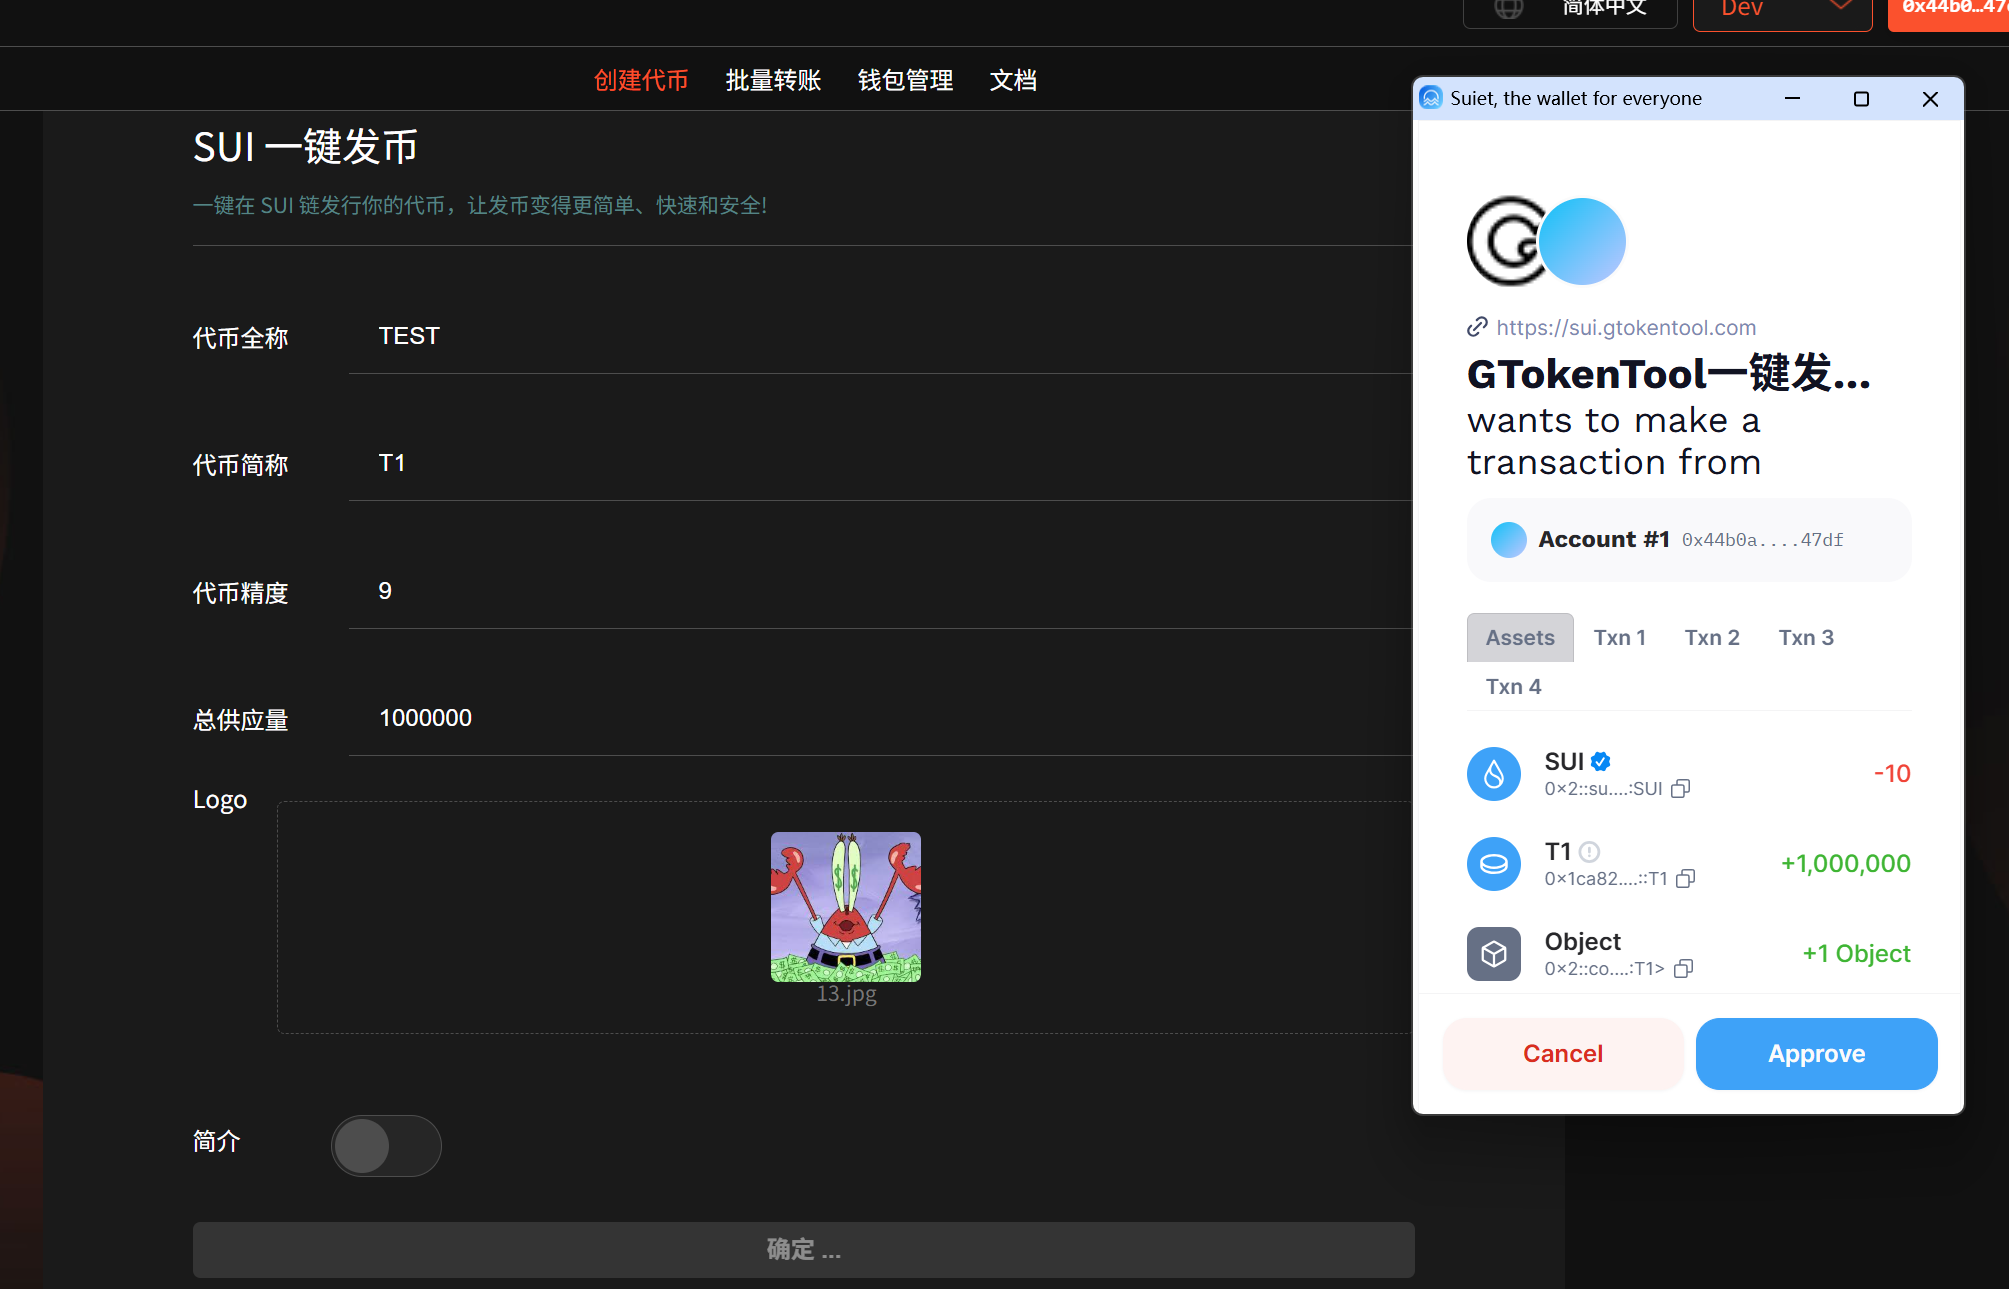 简体中文
Dev
0x44b0...47
创建代币
批量转账
钱包管理
文档
SUI 一键发币
一键在 SUI 链发行你的代币，让发币变得更简单、快速和安全!
代币全称
TEST
代币简称
T1
代币精度
9
总供应量
1000000
Logo
13.jpg
简介
确定 ...
Suiet, the wallet for everyone
https://sui.gtokentool.com
GTokenTool一键发...
wants to make a
transaction from
Account #1 0x44b0a....47df
Assets
Txn 1
Txn 2
Txn 3
Txn 4
SUI
0×2::su....:SUI
-10
T1
0×1ca82....::T1
+1,000,000
Object
0×2::co....:T1>
+1 Object
Cancel
Approve